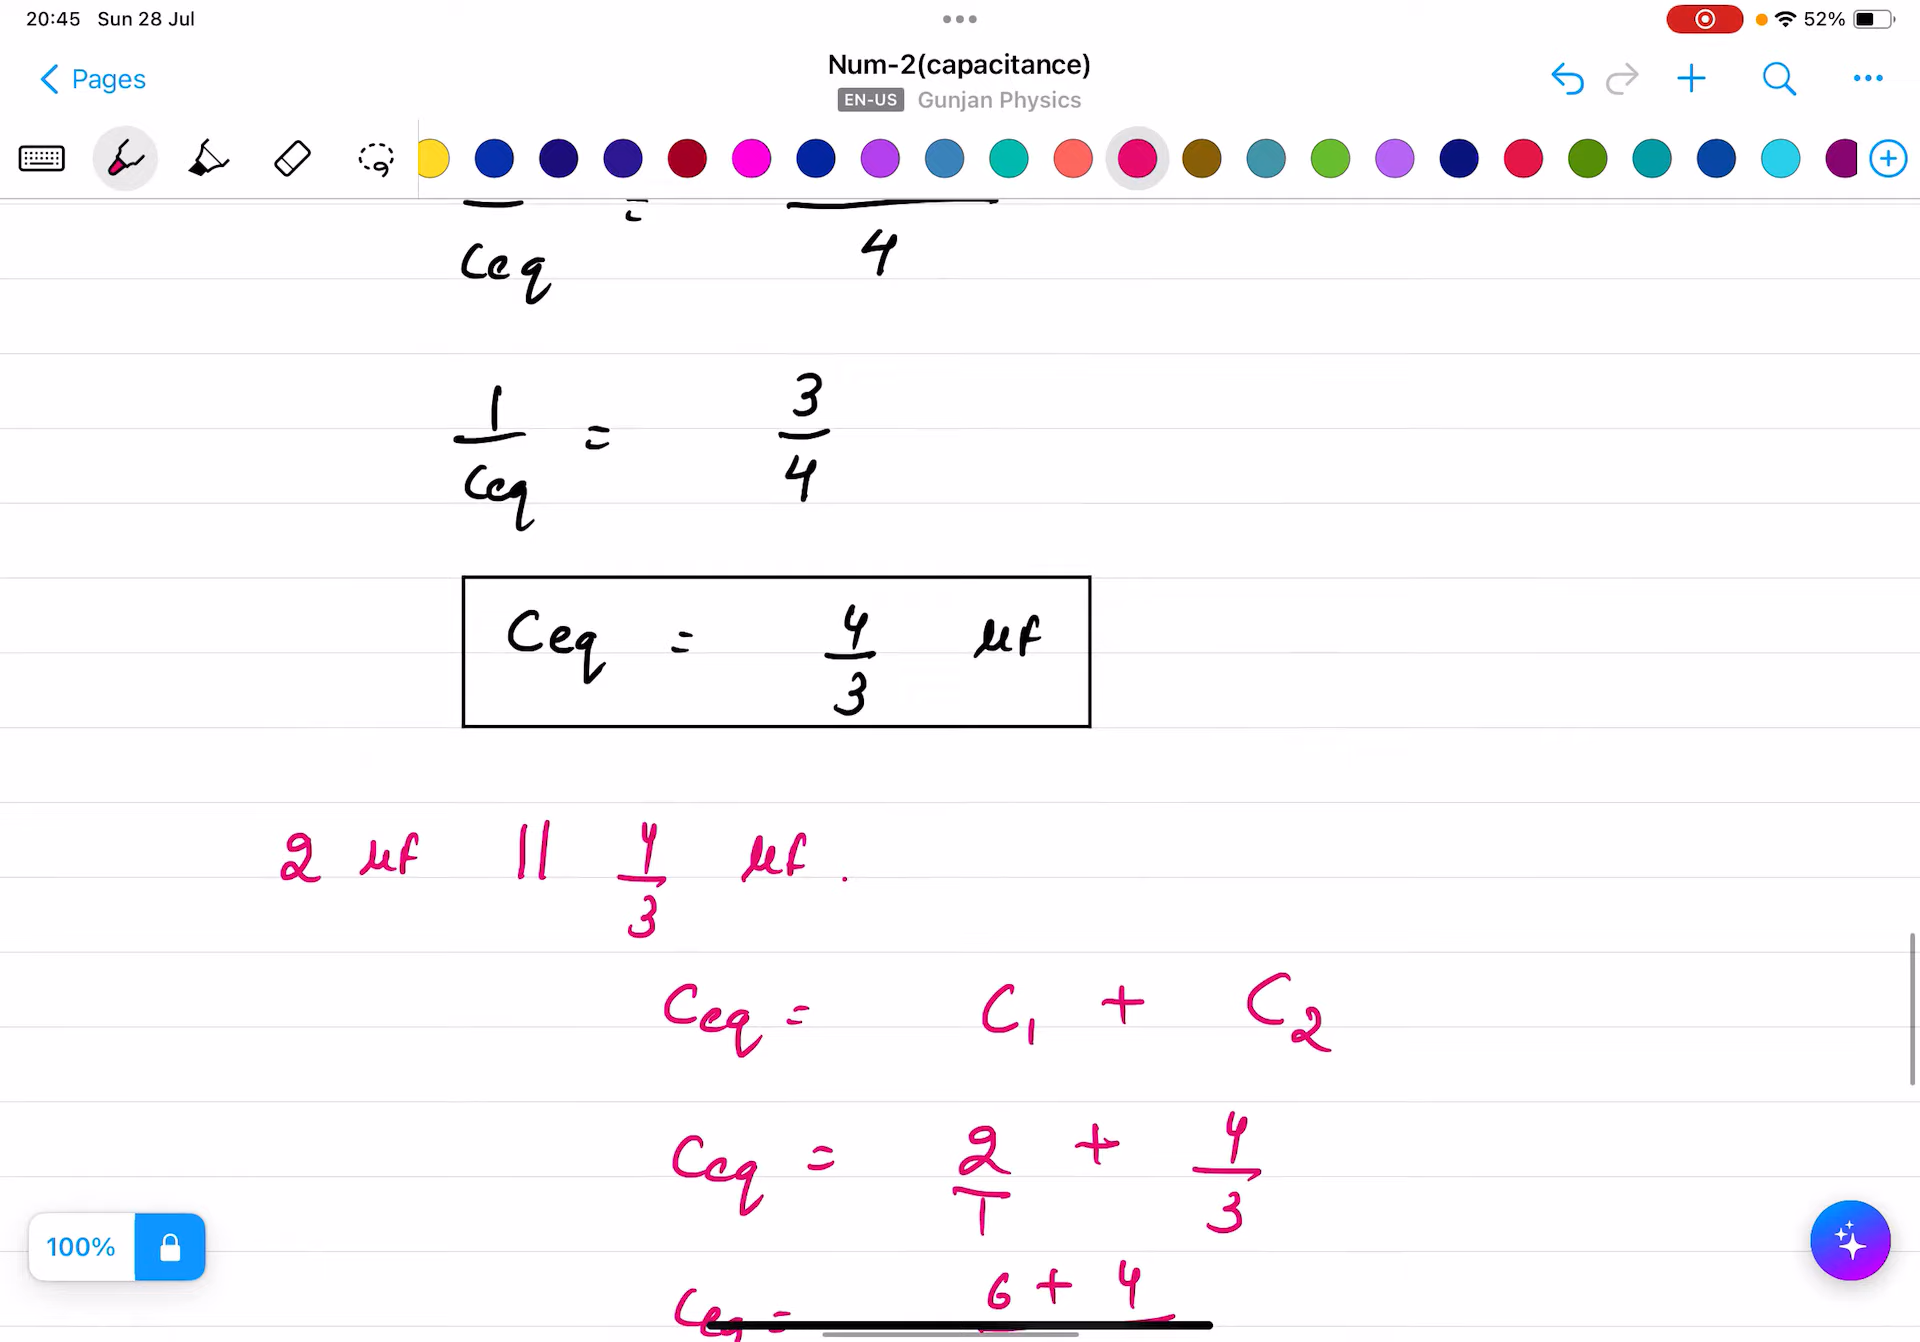 20:45 Sun 28 Jul
52%
Pages
Num-2(capacitance)
EN-US Gunjan Physics
Ceq = 4
1/Ceq = 3/4
Ceq = 4/3 μf
2 μf || 4/3 μf.
Ceq = C₁ + C₂
Ceq = 2/1 + 4/3
Ceq = 6 + 4
100%